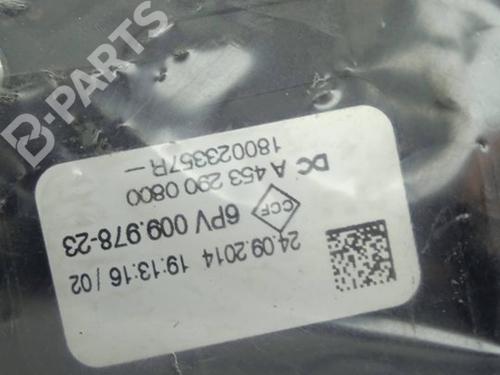 B-PARTS
180023357R —
DC A 453 290 0800
CCF 6PV 009.978-23
24.09.2014 19:13:16 / 02